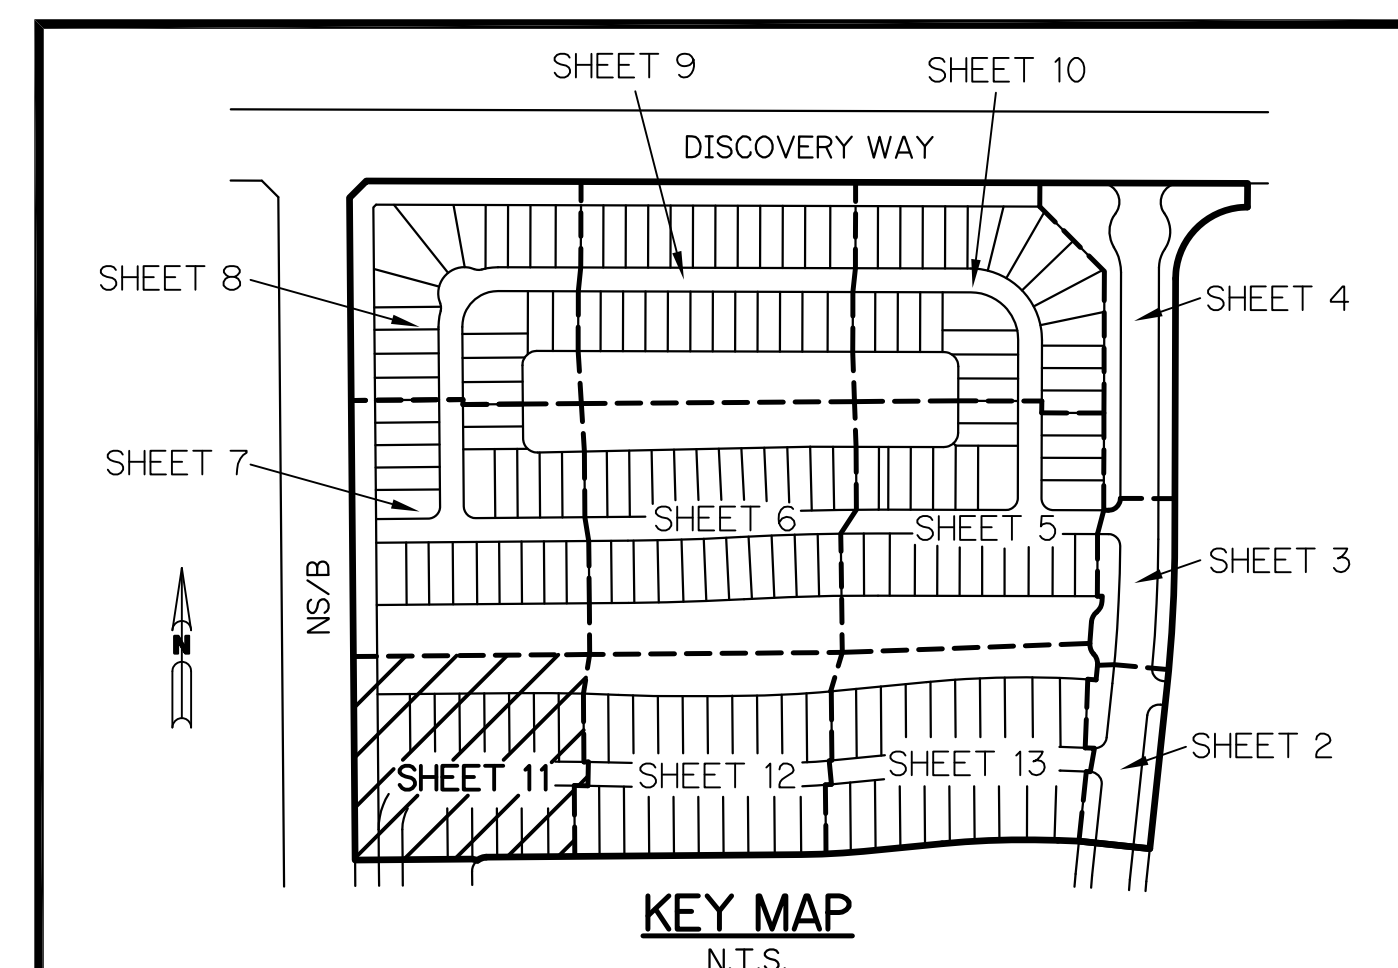 SHEET 9
SHEET 10
DISCOVERY WAY
SHEET 8
SHEET 4
SHEET 7
SHEET 6
SHEET 5
SHEET 3
NS/B
N
SHEET 2
SHEET 11
SHEET 12
SHEET 13
KEY MAP
N.T.S.